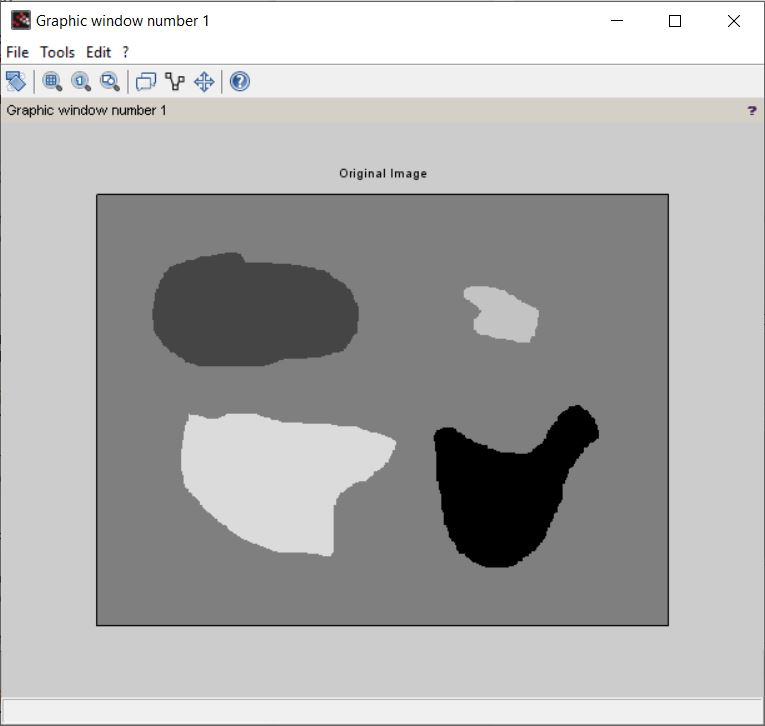 Graphic window number 1
File Tools Edit ?
Graphic window number 1 ?
Original Image